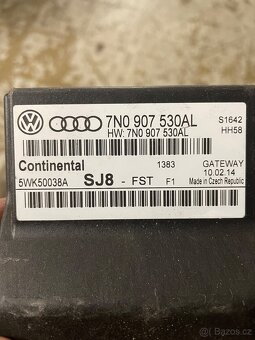 7N0 907 530AL S1642
HW: 7N0 907 530AL HH58
Continental 1383 GATEWAY
10.02.14
5WK50038A SJ8 - FST F1 Made in Czech Republic
sbazar.cz